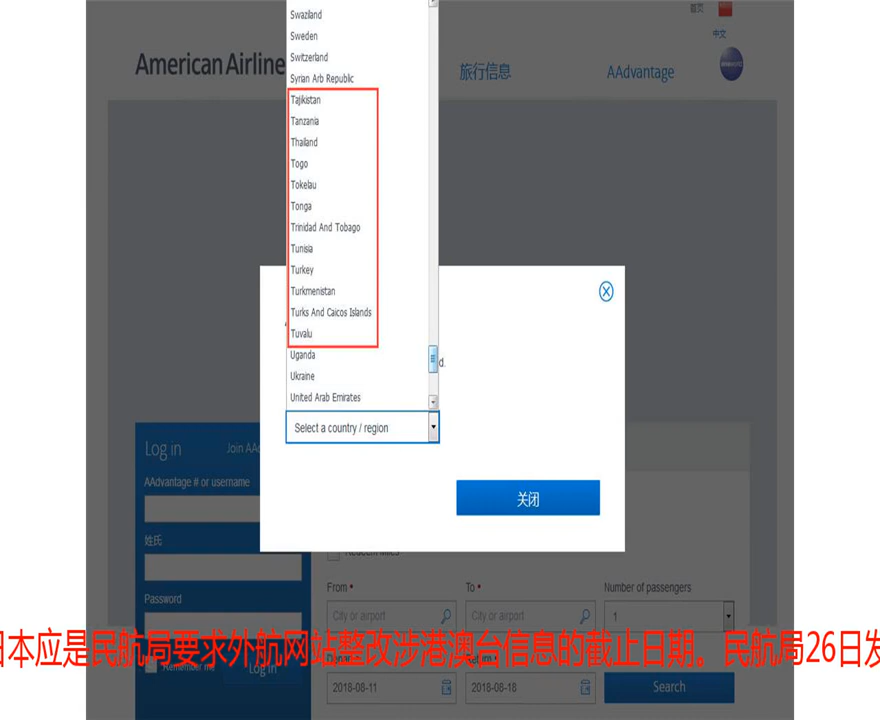 Swaziland
Sweden
Switzerland
Syrian Arb Republic
Tajikistan
Tanzania
Thailand
Togo
Tokelau
Tonga
Trinidad And Tobago
Tunisia
Turkey
Turkmenistan
Turks And Caicos Islands
Tuvalu
Uganda
Ukraine
United Arab Emirates
Select a country / region
首页
中文
American Airline
旅行信息
AAdvantage
d.
关闭
Log in
Join AA
AAdvantage # or username
姓氏
Password
Remember me
Log in
Redeem Miles
From •
To •
Number of passengers
City or airport
City or airport
1
日本应是民航局要求外航网站整改涉港澳台信息的截止日期。民航局26日发
2018-08-11
2018-08-18
Search